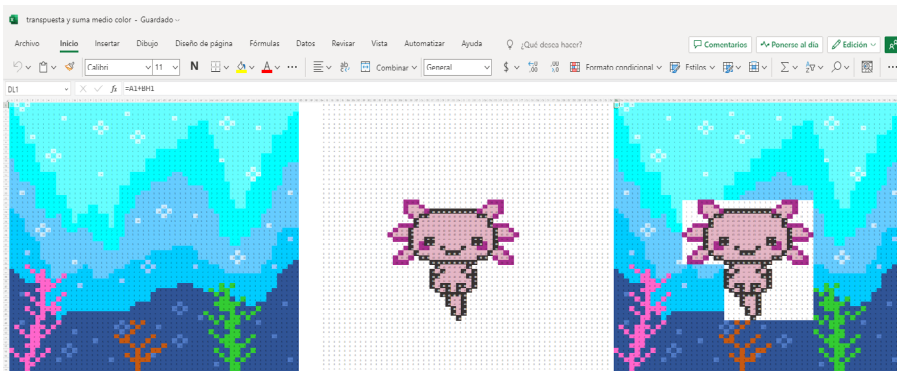 transpuesta y suma medio color - Guardado
Archivo Inicio Insertar Dibujo Diseño de página Fórmulas Datos Revisar Vista Automatizar Ayuda ¿Qué desea hacer? Comentarios Ponerse al día Edición
Calibri 11 N A Combinar General $ Formato condicional Estilos
DL1 fx =A1+BH1